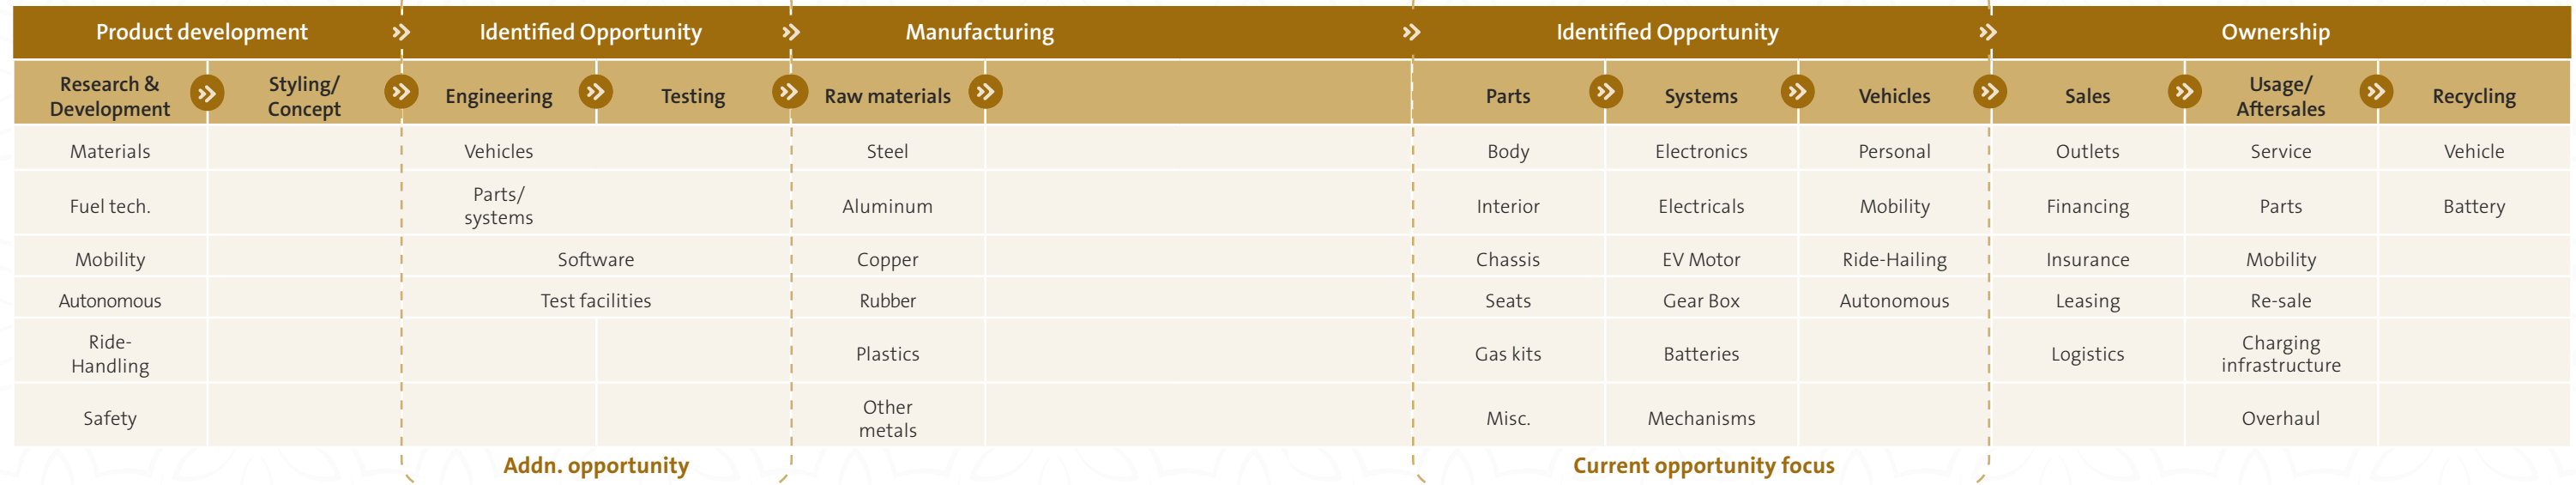 Product development » Identified Opportunity » Manufacturing » Identified Opportunity » Ownership
Research &
Development » Styling/
Concept » Engineering » Testing » Raw materials » Parts » Systems » Vehicles » Sales » Usage/
Aftersales » Recycling
Materials Vehicles Steel Body Electronics Personal Outlets Service Vehicle
Fuel tech. Parts/
systems Aluminum Interior Electricals Mobility Financing Parts Battery
Mobility Software Copper Chassis EV Motor Ride-Hailing Insurance Mobility
Autonomous Test facilities Rubber Seats Gear Box Autonomous Leasing Re-sale
Ride-
Handling Plastics Gas kits Batteries Logistics Charging
infrastructure
Safety Other
metals Misc. Mechanisms Overhaul
Addn. opportunity Current opportunity focus